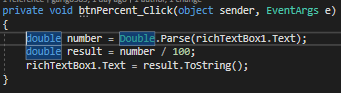 private void btnPercent_Click(object sender, EventArgs e)
{
double number = Double.Parse(richTextBox1.Text);
double result = number / 100;
richTextBox1.Text = result.ToString();
}